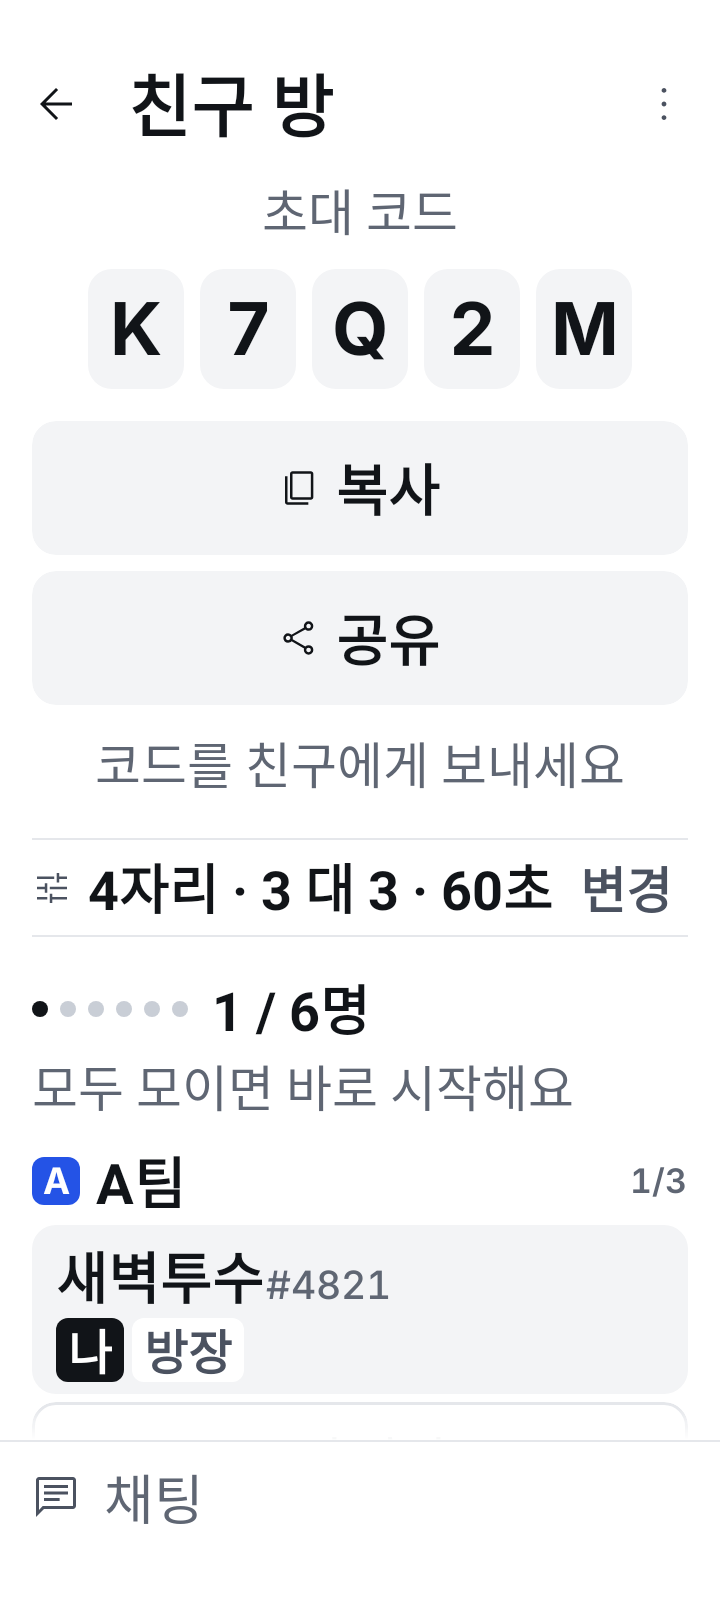 친구 방
초대 코드
K 7 Q 2 M
복사
공유
코드를 친구에게 보내세요
4자리 · 3 대 3 · 60초 변경
1 / 6명
모두 모이면 바로 시작해요
A A팀 1/3
새벽투수#4821
나 방장
채팅